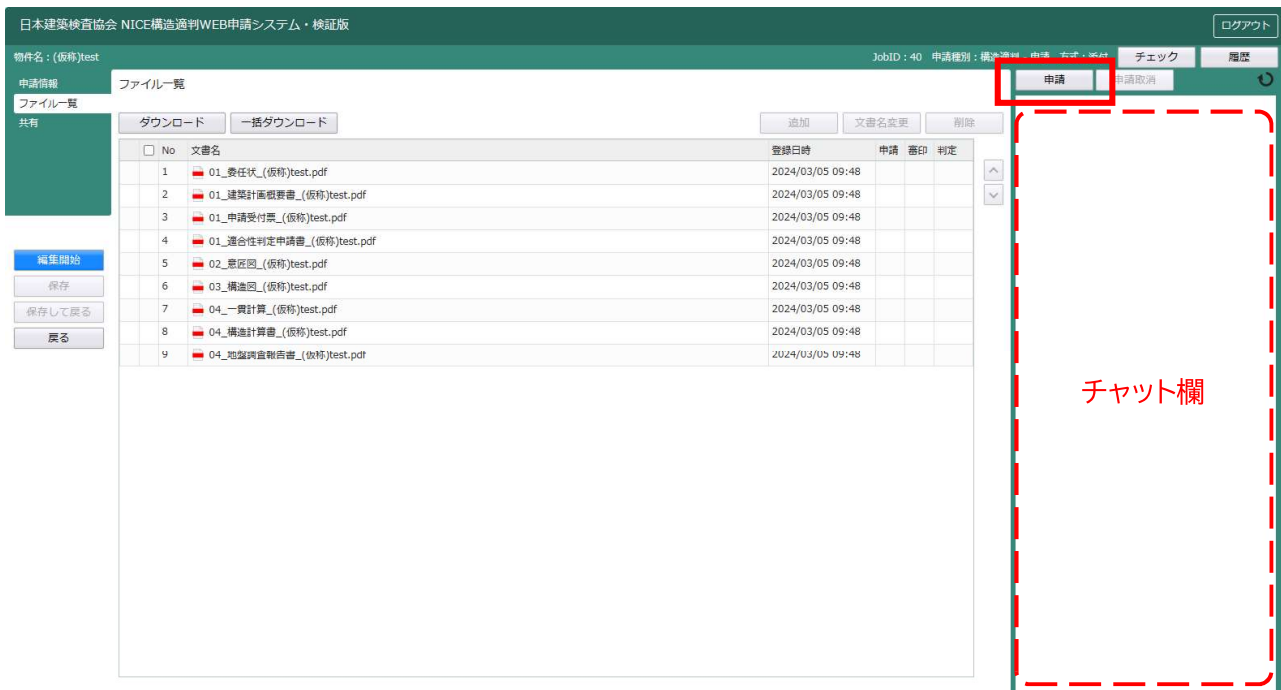 日本建築検査協会 NICE構造適判WEB申請システム・検証版
ログアウト
物件名：(仮称)test
JobID：40 申請種別：構造適判・申請 方式：添付
チェック
履歴
申請情報
ファイル一覧
共有
ファイル一覧
申請
申請取消
ダウンロード
一括ダウンロード
追加
文書名変更
削除
No 文書名 登録日時 申請 審印 判定
1 01_委任状_(仮称)test.pdf 2024/03/05 09:48
2 01_建築計画概要書_(仮称)test.pdf 2024/03/05 09:48
3 01_申請受付票_(仮称)test.pdf 2024/03/05 09:48
4 01_適合性判定申請書_(仮称)test.pdf 2024/03/05 09:48
5 02_意匠図_(仮称)test.pdf 2024/03/05 09:48
6 03_構造図_(仮称)test.pdf 2024/03/05 09:48
7 04_一貫計算_(仮称)test.pdf 2024/03/05 09:48
8 04_構造計算書_(仮称)test.pdf 2024/03/05 09:48
9 04_地盤調査報告書_(仮称)test.pdf 2024/03/05 09:48
編集開始
保存
保存して戻る
戻る
チャット欄